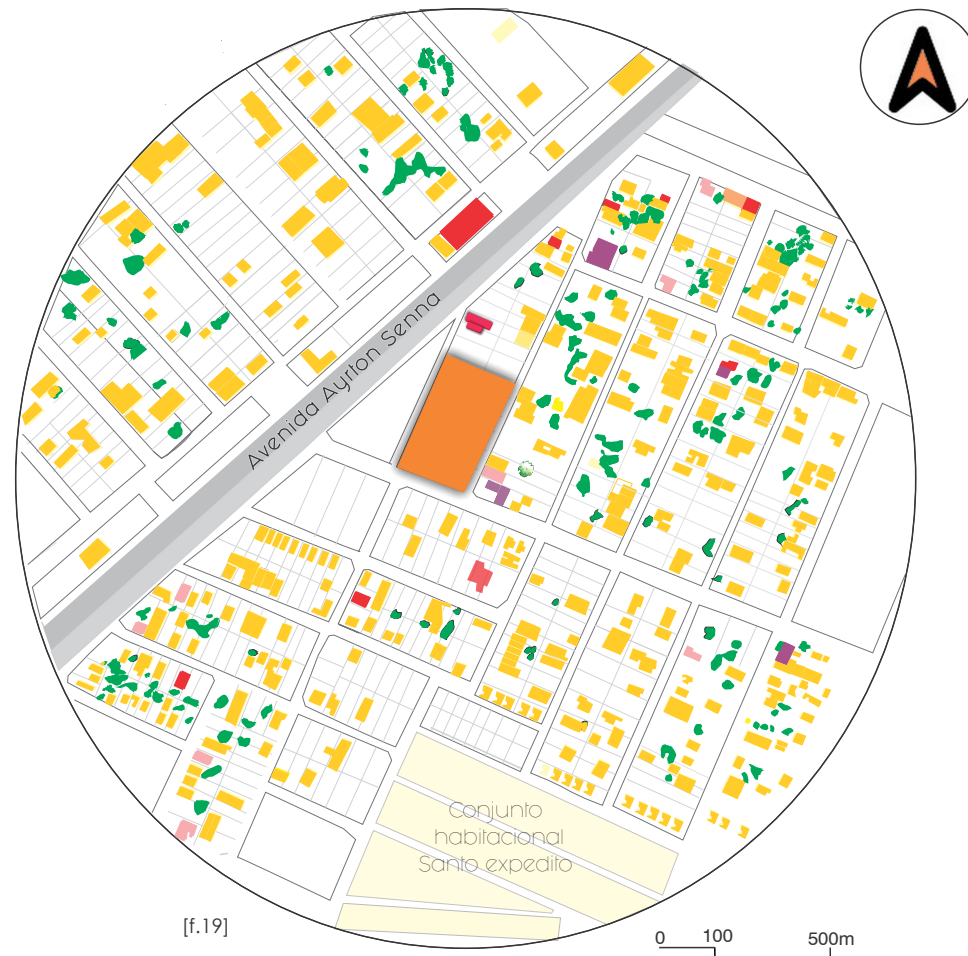 Avenida Ayrton Senna
Conjunto
habitacional
Santo expedito
[f.19]
0 100 500m